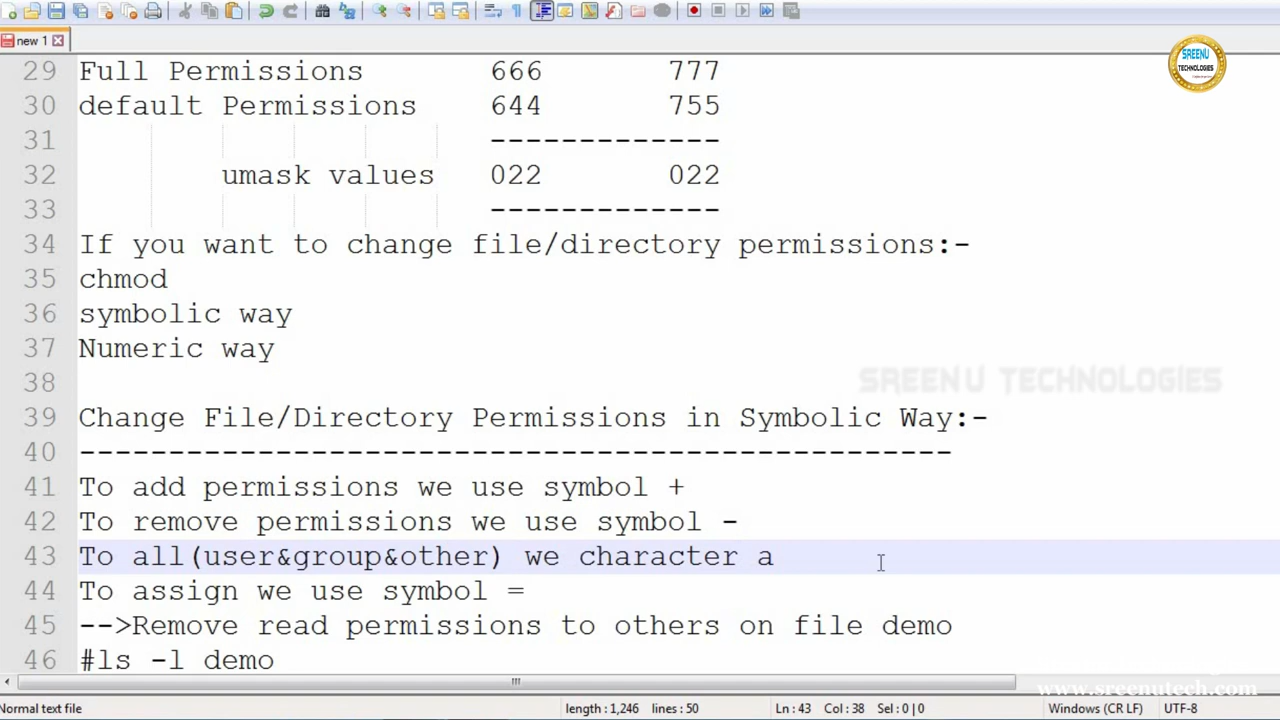 new 1
SREENU
TECHNOLOGIES
29 Full Permissions 666 777
30 default Permissions 644 755
31 -------------
32 umask values 022 022
33 -------------
34 If you want to change file/directory permissions:-
35 chmod
36 symbolic way
37 Numeric way
38
SREENU TECHNOLOGIES
39 Change File/Directory Permissions in Symbolic Way:-
40 -------------------------------------------------
41 To add permissions we use symbol +
42 To remove permissions we use symbol -
43 To all(user&group&other) we character a
44 To assign we use symbol =
45 -->Remove read permissions to others on file demo
46 #ls -l demo
www.sreenutech.com
Normal text file length : 1,246 lines : 50 Ln : 43 Col : 38 Sel : 0 | 0 Windows (CR LF) UTF-8